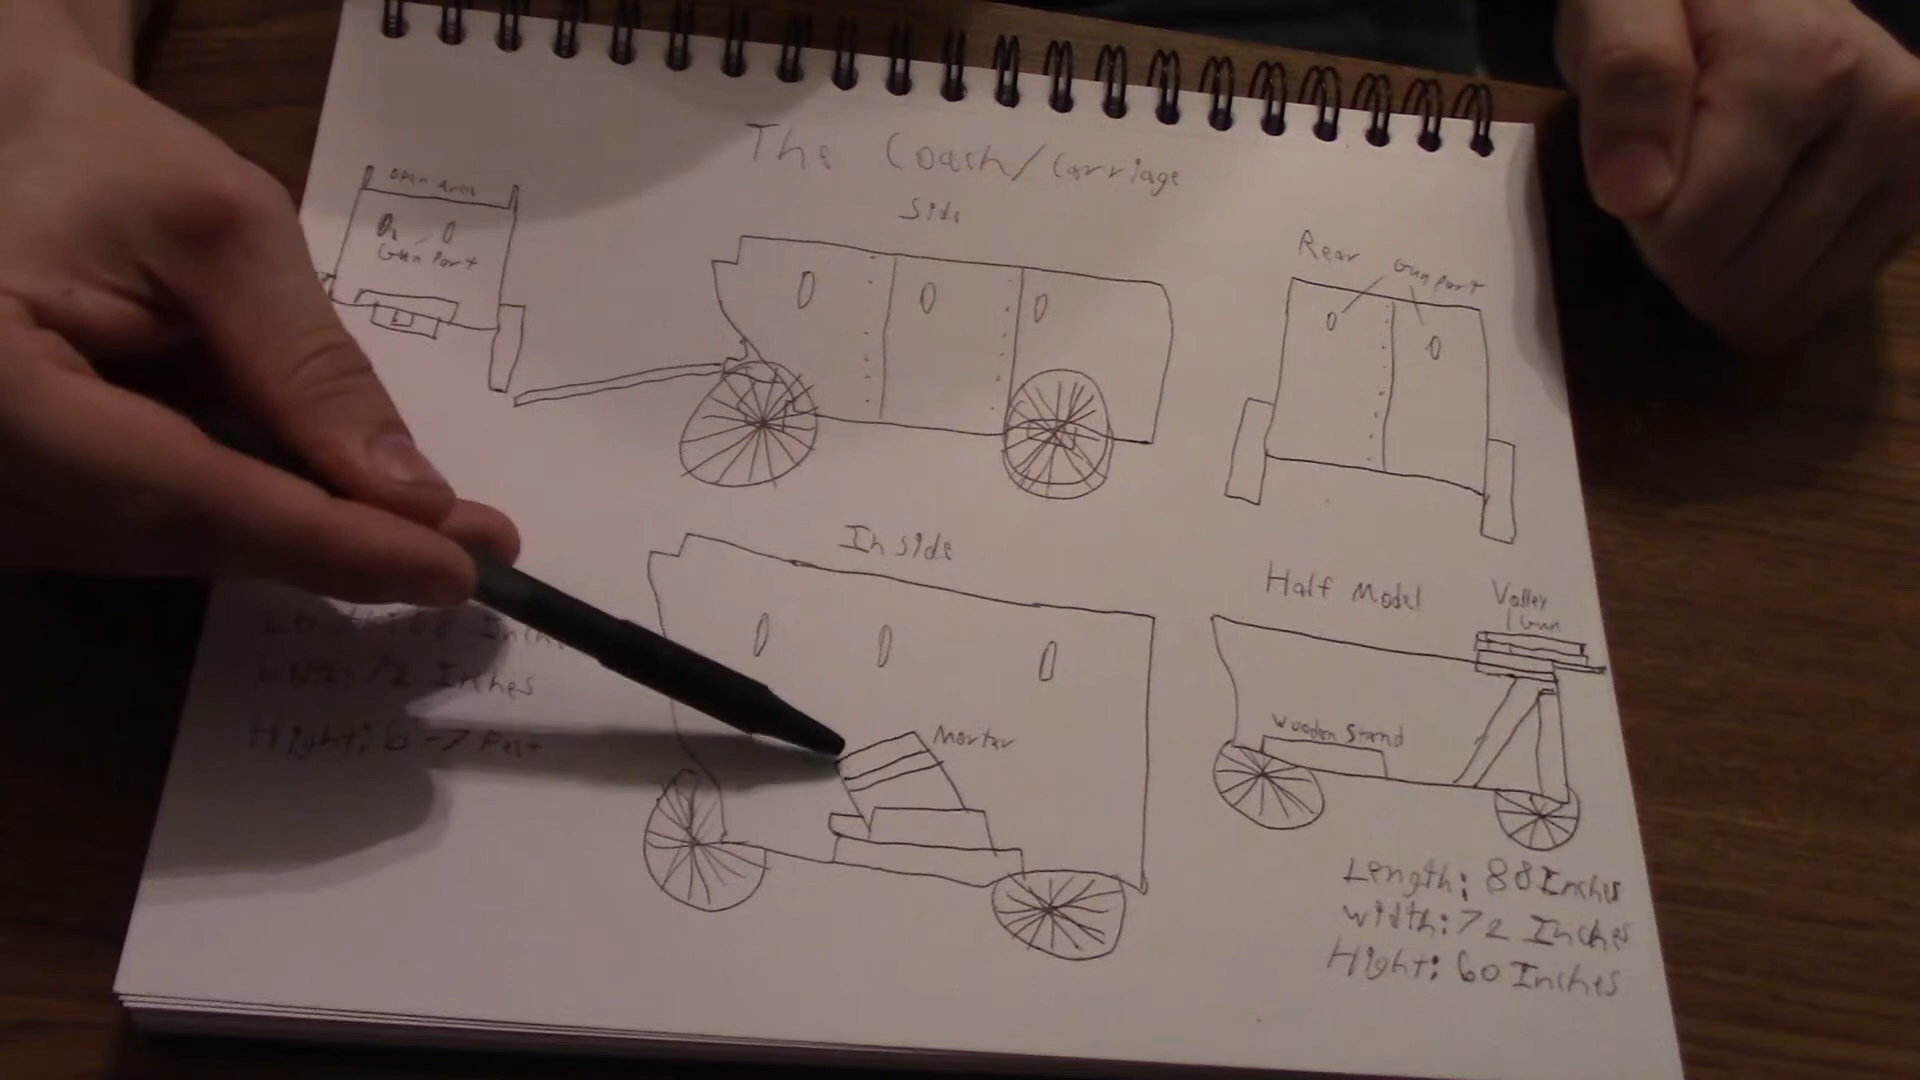 The Coach/Carriage
Side
Open Area
Gun Port
Rear
Gun port
Inside
Mortar
Half Model
Volley
Gun
Wooden Stand
width: 72 Inches
Hight: 6-7 Feet
Length: 88 Inches
width: 72 Inches
Hight: 60 Inches